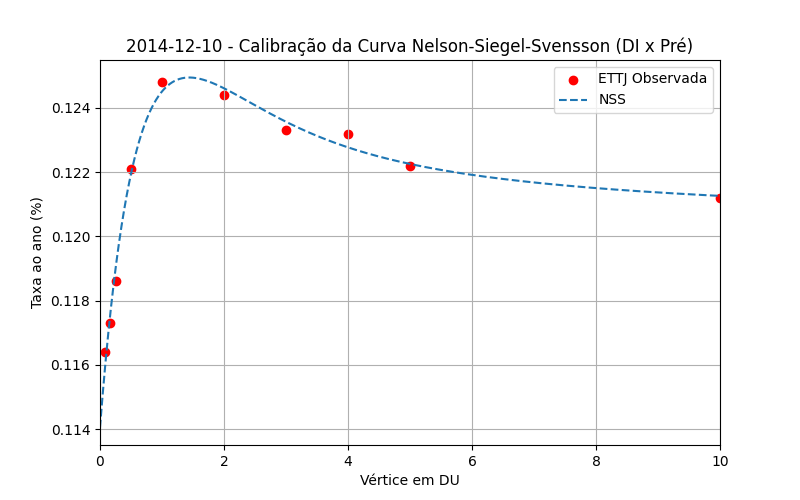 2014-12-10 - Calibração da Curva Nelson-Siegel-Svensson (DI x Pré)
ETTJ Observada
NSS
Taxa ao ano (%)
0.124
0.122
0.120
0.118
0.116
0.114
0 2 4 6 8 10
Vértice em DU